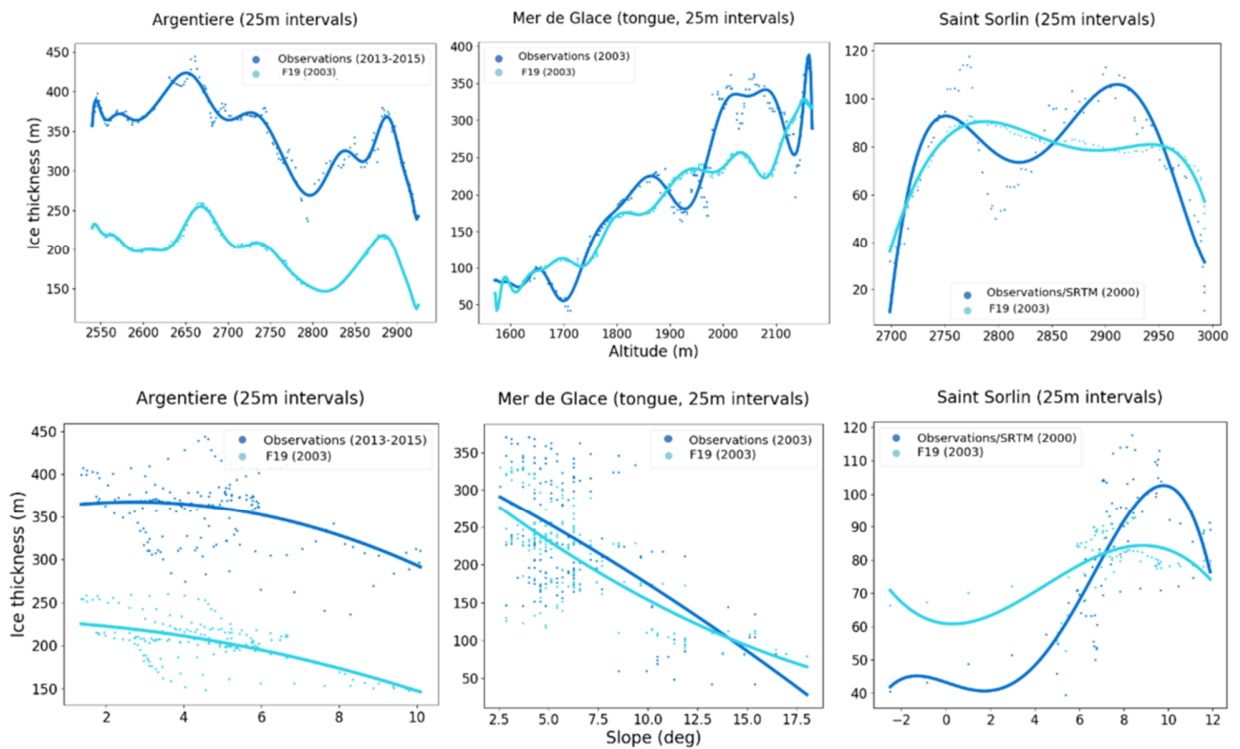 Argentiere (25m intervals)
Mer de Glace (tongue, 25m intervals)
Saint Sorlin (25m intervals)
Ice thickness (m)
450
400
350
300
250
200
150
Observations (2013-2015)
F19 (2003)
2550 2600 2650 2700 2750 2800 2850 2900
400
350
300
250
200
150
100
50
Observations (2003)
F19 (2003)
1600 1700 1800 1900 2000 2100
Altitude (m)
120
100
80
60
40
20
Observations/SRTM (2000)
F19 (2003)
2700 2750 2800 2850 2900 2950 3000
Argentiere (25m intervals)
Mer de Glace (tongue, 25m intervals)
Saint Sorlin (25m intervals)
Ice thickness (m)
450
400
350
300
250
200
150
Observations (2013-2015)
F19 (2003)
2 4 6 8 10
350
300
250
200
150
100
50
Observations (2003)
F19 (2003)
2.5 5.0 7.5 10.0 12.5 15.0 17.5
Slope (deg)
120
110
100
90
80
70
60
50
40
Observations/SRTM (2000)
F19 (2003)
−2 0 2 4 6 8 10 12